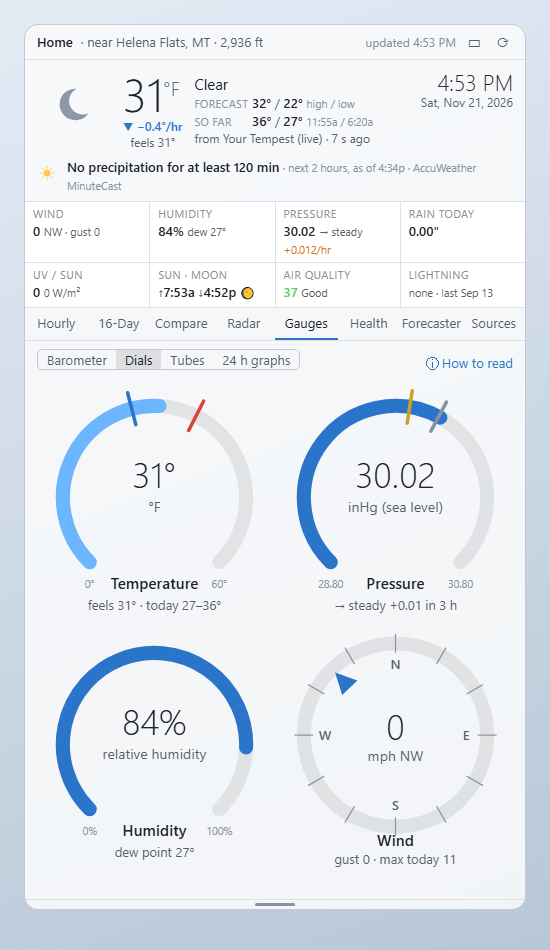 Home · near Helena Flats, MT · 2,936 ft
updated 4:53 PM
31°F
▼ −0.4°/hr
feels 31°
Clear
FORECAST 32° / 22° high / low
SO FAR 36° / 27° 11:55a / 6:20a
from Your Tempest (live) · 7 s ago
4:53 PM
Sat, Nov 21, 2026
No precipitation for at least 120 min · next 2 hours, as of 4:34p · AccuWeather
MinuteCast
WIND
0 NW · gust 0
HUMIDITY
84% dew 27°
PRESSURE
30.02 → steady
+0.012/hr
RAIN TODAY
0.00"
UV / SUN
0 0 W/m²
SUN · MOON
↑7:53a ↓4:52p
AIR QUALITY
37 Good
LIGHTNING
none · last Sep 13
Hourly 16-Day Compare Radar Gauges Health Forecaster Sources
Barometer Dials Tubes 24 h graphs
ⓘ How to read
31°
°F
0° Temperature 60°
feels 31° · today 27–36°
30.02
inHg (sea level)
28.80 Pressure 30.80
→ steady +0.01 in 3 h
84%
relative humidity
0% Humidity 100%
dew point 27°
N
W E
0
mph NW
S
Wind
gust 0 · max today 11